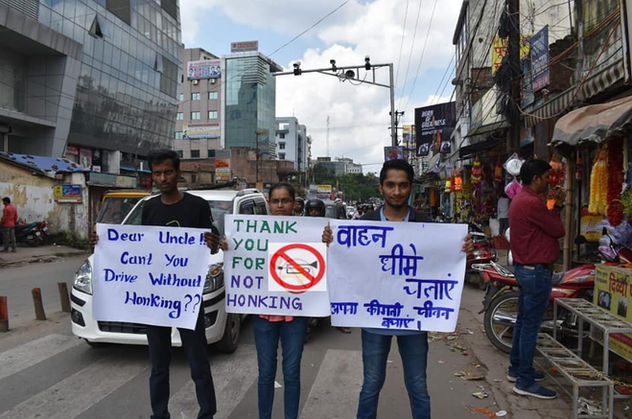 Dear Uncle!!
Can't You
Drive Without
Honking??
THANK
YOU
FOR
NOT HONKING
वाहन
धीमे
चलाएं
अपना कीमती जीवन
बचाएं